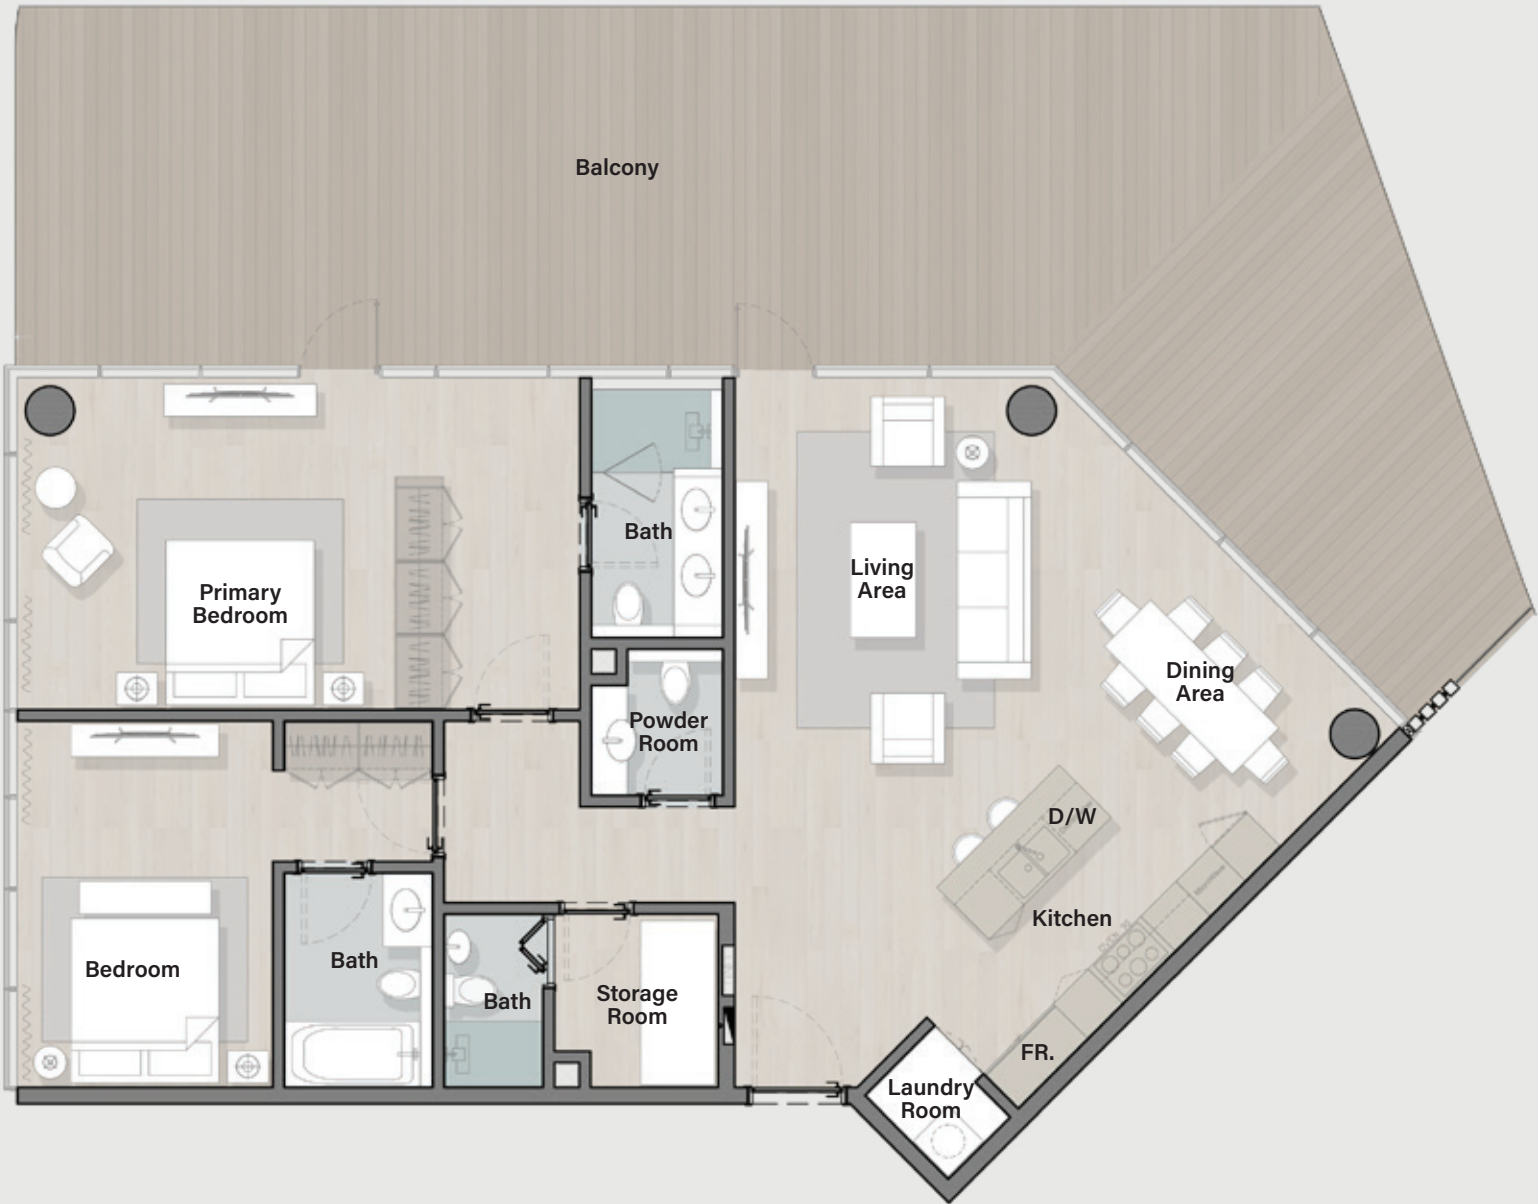 Balcony
Primary
Bedroom
Bath
Living
Area
Dining
Area
Powder
Room
D/W
Kitchen
Bedroom
Bath
Bath
Storage
Room
FR.
Laundry
Room